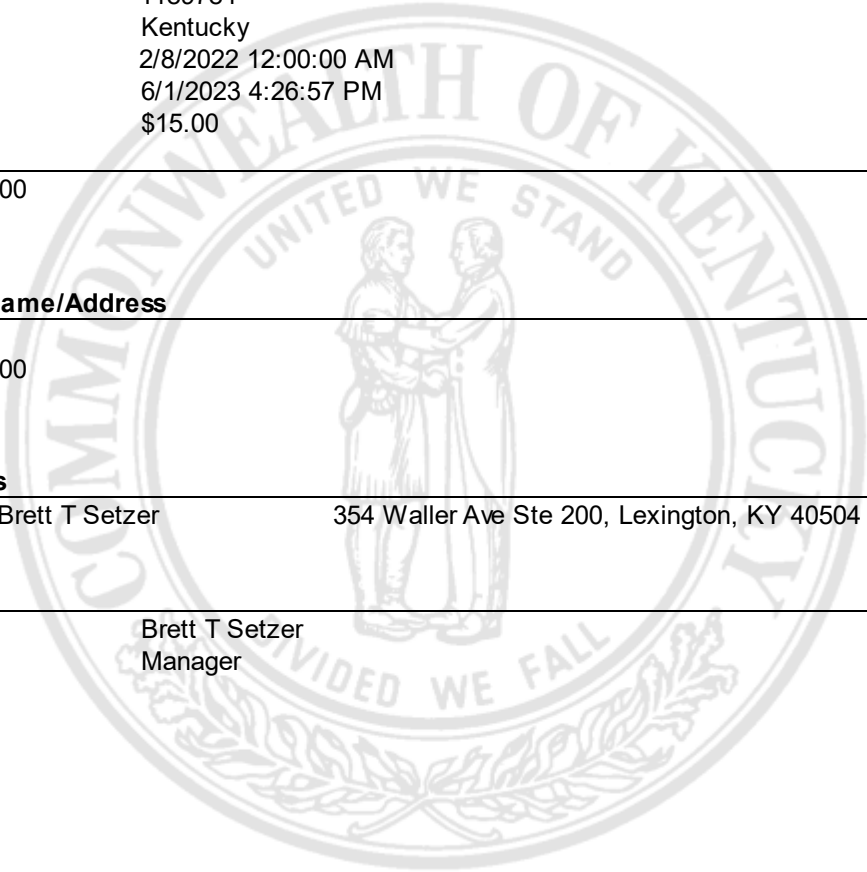 Kentucky
2/8/2022 12:00:00 AM
6/1/2023 4:26:57 PM
$15.00
00
ame/Address
00
s
Brett T Setzer 354 Waller Ave Ste 200, Lexington, KY 40504
Brett T Setzer
Manager
COMMONWEALTH OF KENTUCKY
UNITED WE STAND
DIVIDED WE FALL